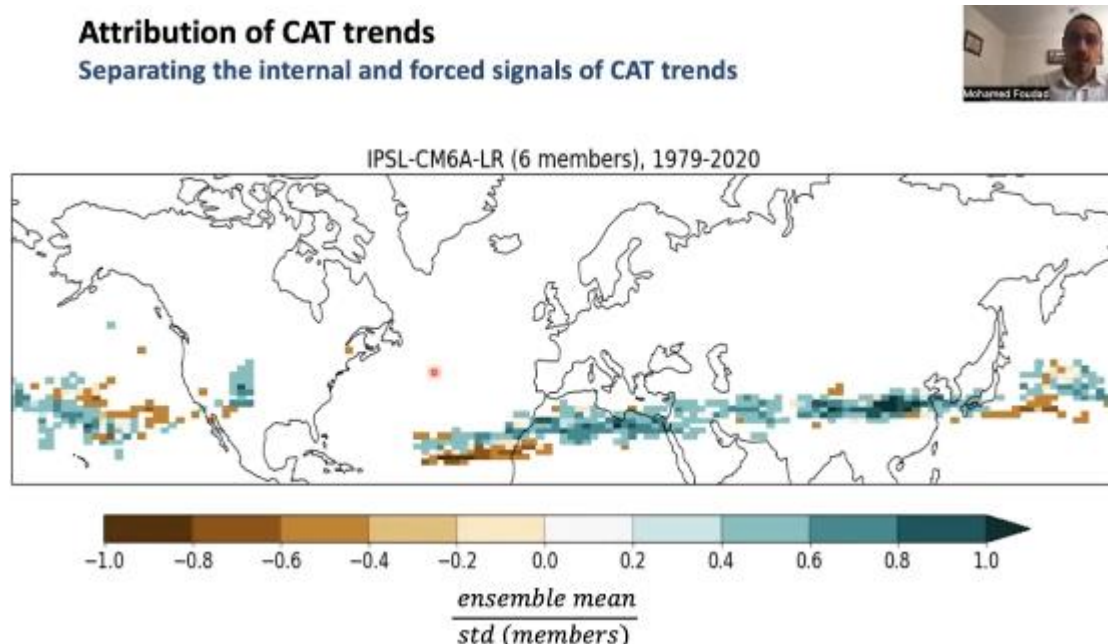 Attribution of CAT trends
Separating the internal and forced signals of CAT trends
Mohamed Foudad
IPSL-CM6A-LR (6 members), 1979-2020
−1.0 −0.8 −0.6 −0.4 −0.2 0.0 0.2 0.4 0.6 0.8 1.0
ensemble mean
std (members)